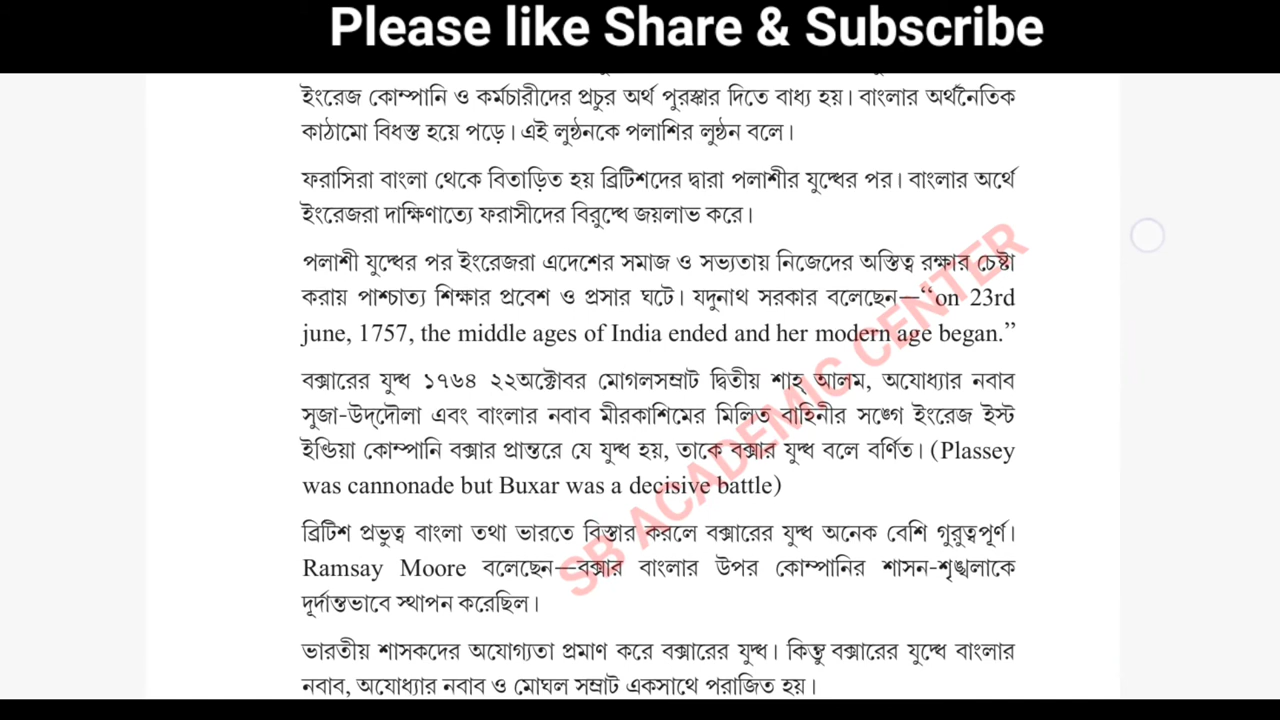 Please like Share & Subscribe
ইংরেজ কোম্পানি ও কর্মচারীদের প্রচুর অর্থ পুরস্কার দিতে বাধ্য হয়। বাংলার অর্থনৈতিক
কাঠামো বিধস্ত হয়ে পড়ে। এই লুণ্ঠনকে পলাশির লুণ্ঠন বলে।
ফরাসিরা বাংলা থেকে বিতাড়িত হয় ব্রিটিশদের দ্বারা পলাশীর যুদ্ধের পর। বাংলার অর্থে
ইংরেজরা দাক্ষিণাত্যে ফরাসীদের বিরুদ্ধে জয়লাভ করে।
পলাশী যুদ্ধের পর ইংরেজরা এদেশের সমাজ ও সভ্যতায় নিজেদের অস্তিত্ব রক্ষার চেষ্টা
করায় পাশ্চাত্য শিক্ষার প্রবেশ ও প্রসার ঘটে। যদুনাথ সরকার বলেছেন—“on 23rd
june, 1757, the middle ages of India ended and her modern age began.”
বক্সারের যুদ্ধ ১৭৬৪ ২২অক্টোবর মোগলসম্রাট দ্বিতীয় শাহ্ আলম, অযোধ্যার নবাব
সুজা-উদ্‌দৌলা এবং বাংলার নবাব মীরকাশিমের মিলিত বাহিনীর সঙ্গে ইংরেজ ইস্ট
ইণ্ডিয়া কোম্পানি বক্সার প্রান্তরে যে যুদ্ধ হয়, তাকে বক্সার যুদ্ধ বলে বর্ণিত। (Plassey
was cannonade but Buxar was a decisive battle)
ব্রিটিশ প্রভুত্ব বাংলা তথা ভারতে বিস্তার করলে বক্সারের যুদ্ধ অনেক বেশি গুরুত্বপূর্ণ।
Ramsay Moore বলেছেন—বক্সার বাংলার উপর কোম্পানির শাসন-শৃঙ্খলাকে
দূর্দান্তভাবে স্থাপন করেছিল।
ভারতীয় শাসকদের অযোগ্যতা প্রমাণ করে বক্সারের যুদ্ধ। কিন্তু বক্সারের যুদ্ধে বাংলার
নবাব, অযোধ্যার নবাব ও মোঘল সম্রাট একসাথে পরাজিত হয়।
SB ACADEMIC CENTER